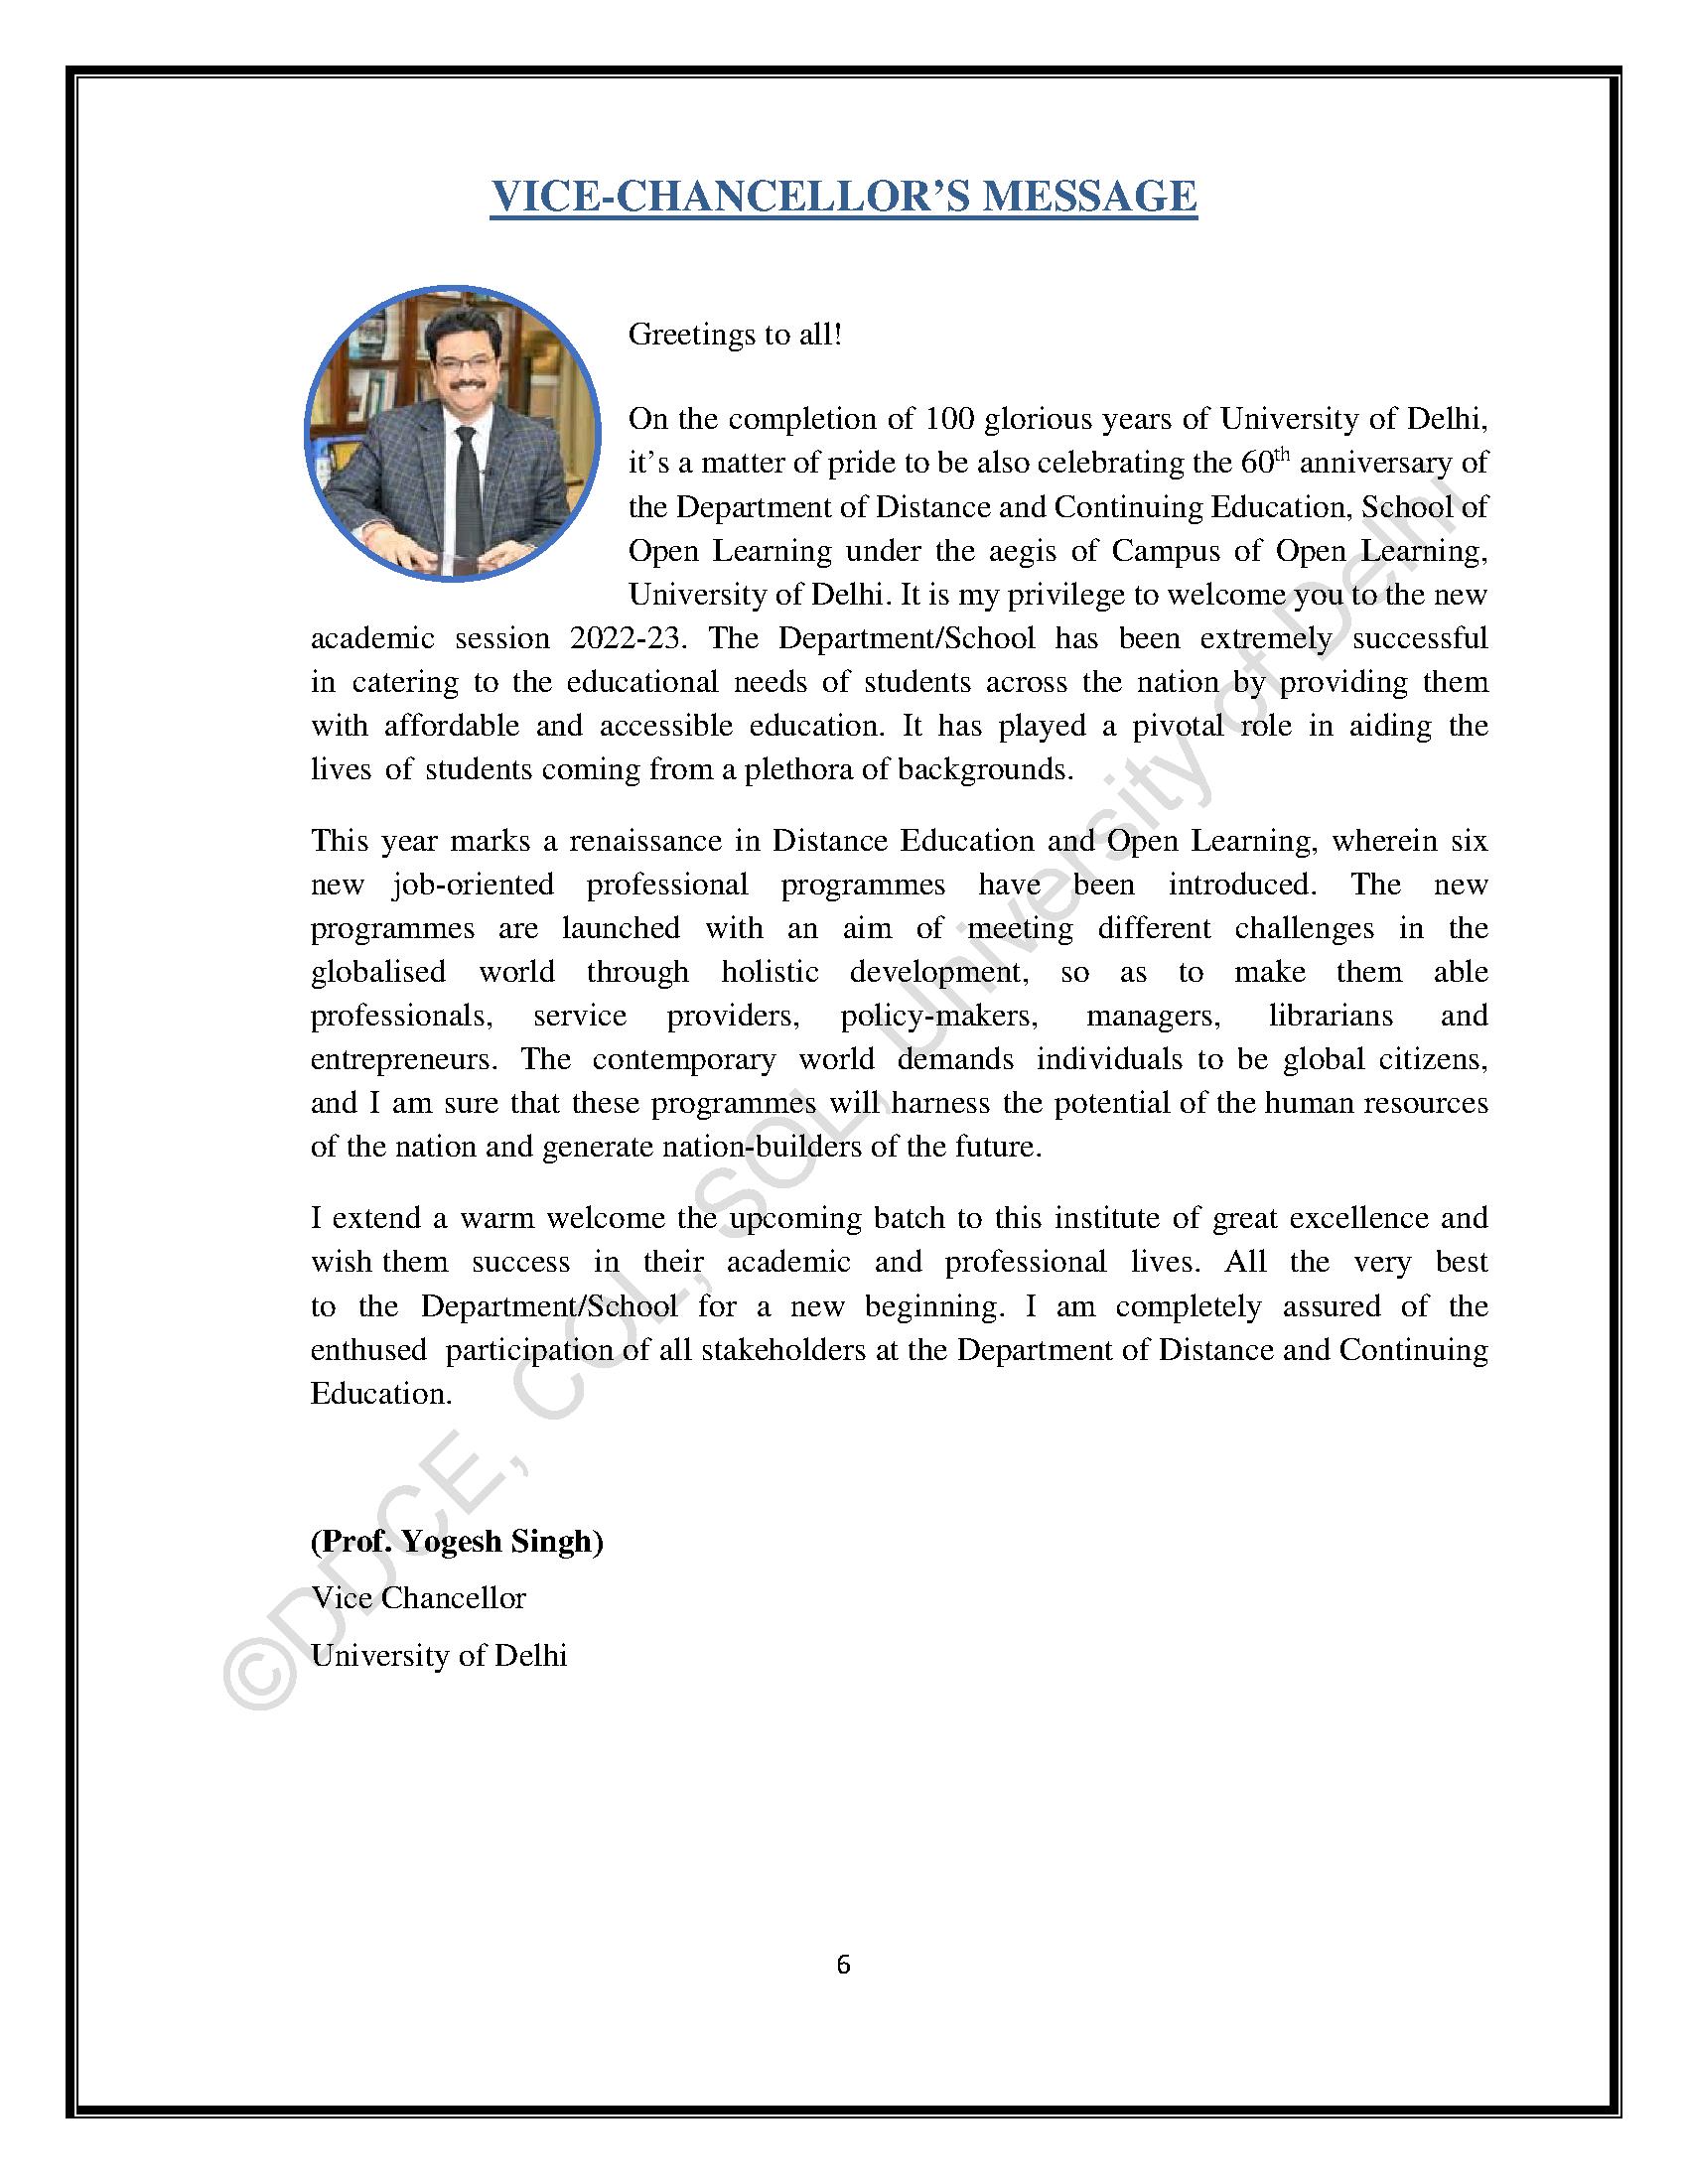 VICE-CHANCELLOR’S MESSAGE
Greetings to all!
On the completion of 100 glorious years of University of Delhi,
it’s a matter of pride to be also celebrating the 60th anniversary of
the Department of Distance and Continuing Education, School of
Open Learning under the aegis of Campus of Open Learning,
University of Delhi. It is my privilege to welcome you to the new
academic session 2022-23. The Department/School has been extremely successful
in catering to the educational needs of students across the nation by providing them
with affordable and accessible education. It has played a pivotal role in aiding the
lives of students coming from a plethora of backgrounds.
This year marks a renaissance in Distance Education and Open Learning, wherein six
new job-oriented professional programmes have been introduced. The new
programmes are launched with an aim of meeting different challenges in the
globalised world through holistic development, so as to make them able
professionals, service providers, policy-makers, managers, librarians and
entrepreneurs. The contemporary world demands individuals to be global citizens,
and I am sure that these programmes will harness the potential of the human resources
of the nation and generate nation-builders of the future.
I extend a warm welcome the upcoming batch to this institute of great excellence and
wish them success in their academic and professional lives. All the very best
to the Department/School for a new beginning. I am completely assured of the
enthused participation of all stakeholders at the Department of Distance and Continuing
Education.
(Prof. Yogesh Singh)
Vice Chancellor
University of Delhi
©DDCE, COL, SOL, University of Delhi
6